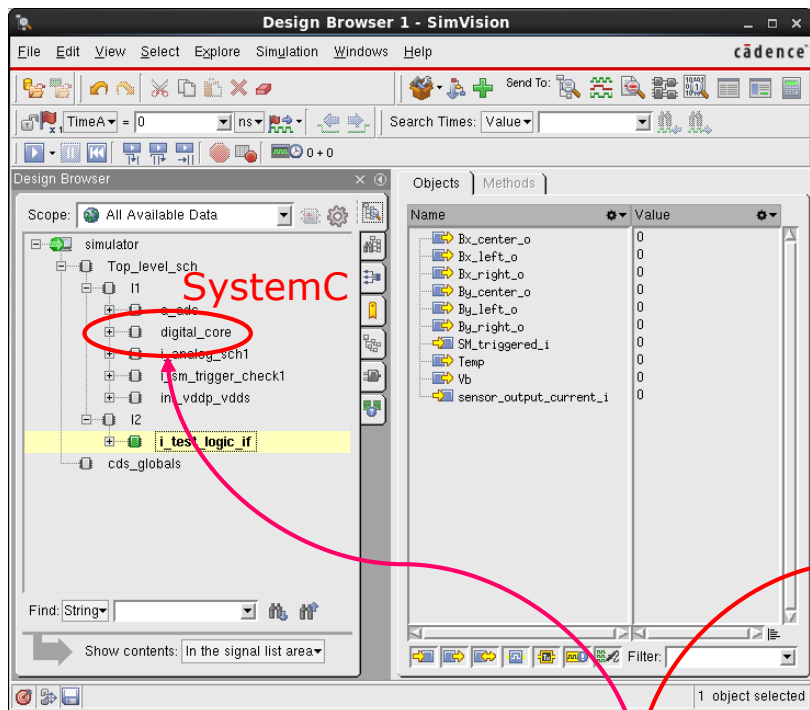 Design Browser 1 - SimVision
File Edit View Select Explore Simulation Windows Help
cādence
Send To:
TimeA = 0 ns Search Times: Value
0 + 0
Design Browser
Scope: All Available Data
simulator
Top_level_sch
I1
SystemC
a_adc
digital_core
i_analog_sch1
i_sm_trigger_check1
I2
i_test_logic_if
cds_globals
Find: String
Show contents: In the signal list area
Objects Methods
Name Value
Bx_center_o 0
Bx_left_o 0
Bx_right_o 0
By_center_o 0
By_left_o 0
By_right_o 0
SM_triggered_i 0
Temp 0
Vb 0
sensor_output_current_i 0
Filter:
1 object selected